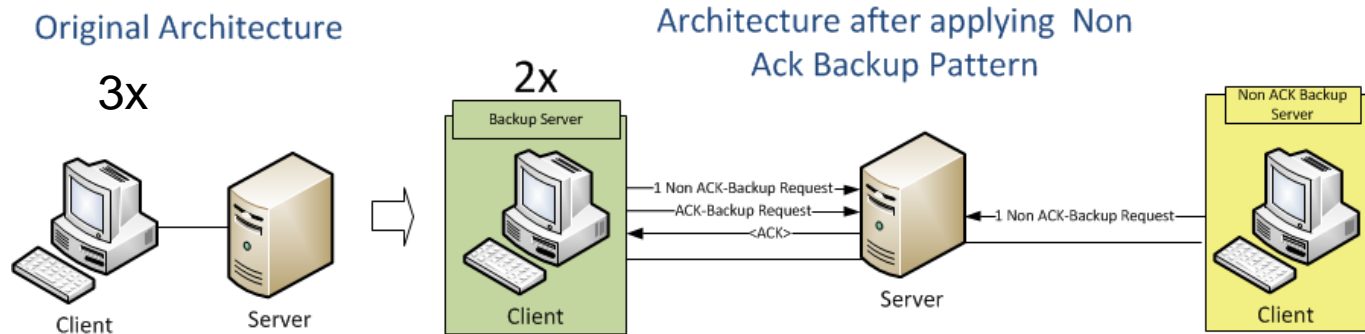 Original Architecture
Architecture after applying Non
Ack Backup Pattern
3x
2x
Backup Server
Non ACK Backup
Server
1 Non ACK-Backup Request
ACK-Backup Request
<ACK>
1 Non ACK-Backup Request
Client
Server
Client
Server
Client